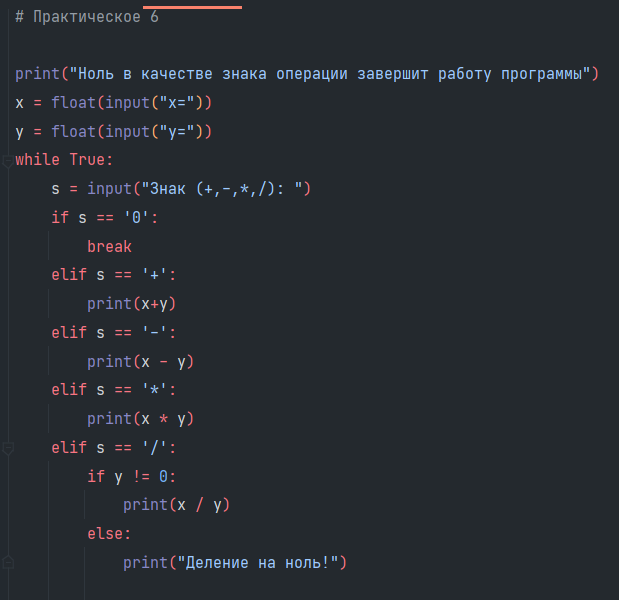 # Практическое 6
print("Ноль в качестве знака операции завершит работу программы")
x = float(input("x="))
y = float(input("y="))
while True:
    s = input("Знак (+,-,*,/): ")
    if s == '0':
        break
    elif s == '+':
        print(x+y)
    elif s == '-':
        print(x - y)
    elif s == '*':
        print(x * y)
    elif s == '/':
        if y != 0:
            print(x / y)
        else:
            print("Деление на ноль!")